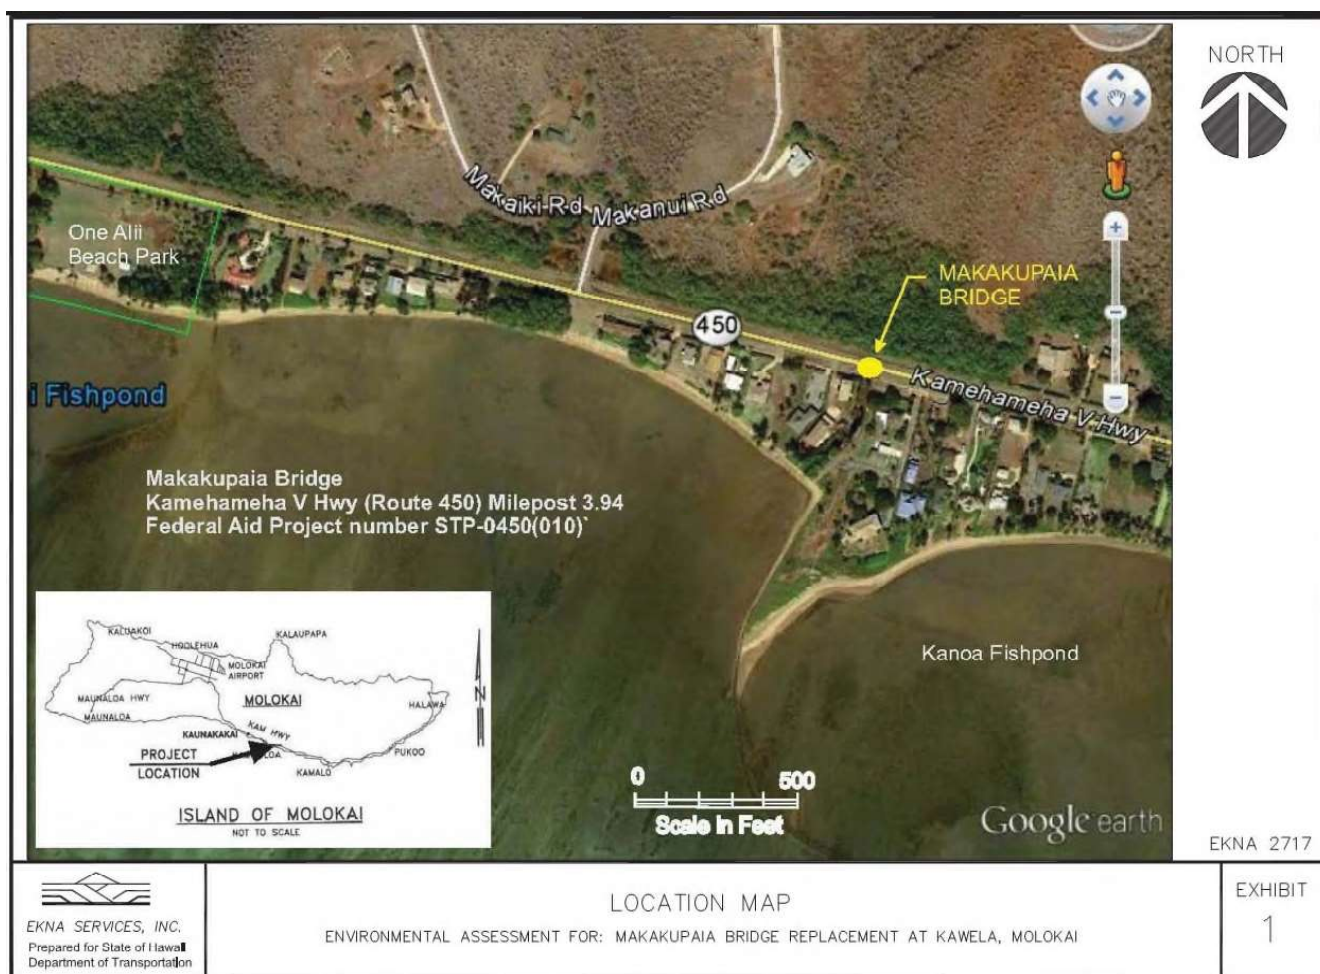 NORTH
One Alii
Beach Park
Makaiki Rd
Makanui Rd
MAKAKUPAIA
BRIDGE
450
Kamehameha V Hwy
i Fishpond
Makakupaia Bridge
Kamehameha V Hwy (Route 450) Milepost 3.94
Federal Aid Project number STP-0450(010)`
Kanoa Fishpond
KALUAKOI
HOOLEHUA
KALAUPAPA
MOLOKAI
AIRPORT
MAUNALOA HWY
MOLOKAI
HALAWA
MAUNALOA
KAUNAKAKAI
KAM HWY
PUKOO
PROJECT
LOCATION
KAMALO
N
ISLAND OF MOLOKAI
NOT TO SCALE
0 500
Scale In Feet
Google earth
EKNA 2717
EKNA SERVICES, INC.
Prepared for State of Hawaii
Department of Transportation
LOCATION MAP
ENVIRONMENTAL ASSESSMENT FOR: MAKAKUPAIA BRIDGE REPLACEMENT AT KAWELA, MOLOKAI
EXHIBIT
1